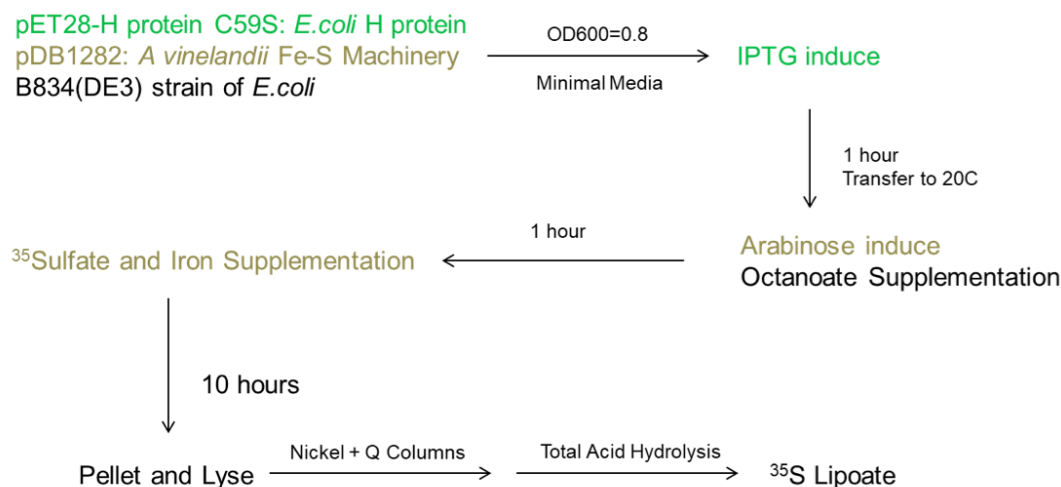 pET28-H protein C59S: E.coli H protein
pDB1282: A vinelandii Fe-S Machinery
B834(DE3) strain of E.coli
OD600=0.8
Minimal Media
IPTG induce
1 hour
Transfer to 20C
Arabinose induce
Octanoate Supplementation
1 hour
³⁵Sulfate and Iron Supplementation
10 hours
Pellet and Lyse
Nickel + Q Columns
Total Acid Hydrolysis
³⁵S Lipoate